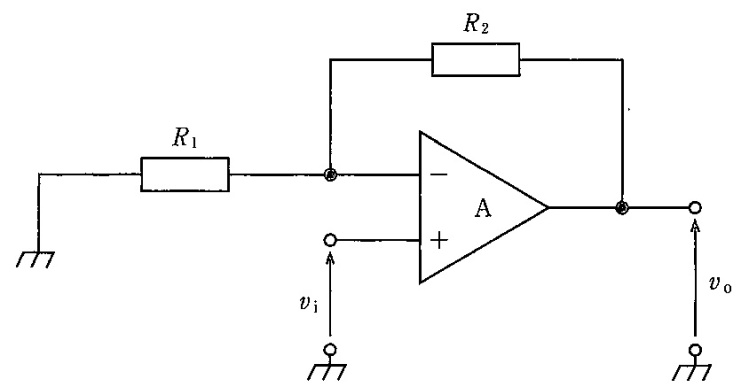 R₂
R₁
−
A
+
vᵢ
vₒ